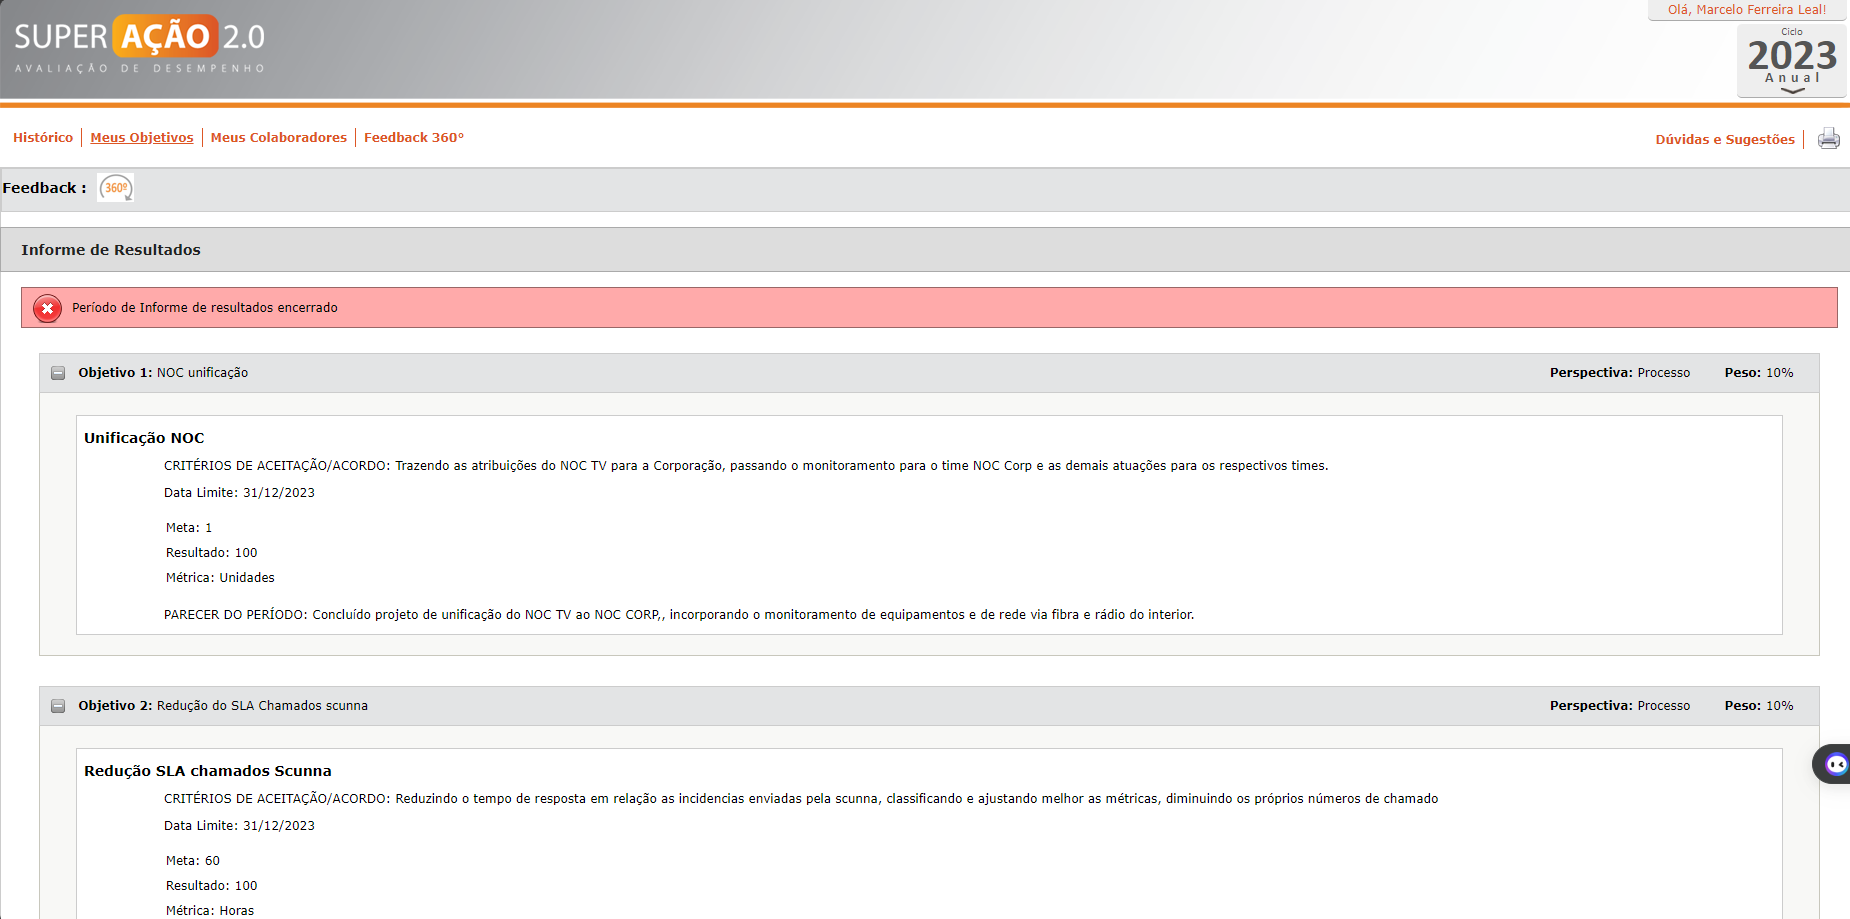 Olá, Marcelo Ferreira Leal!
SUPER AÇÃO 2.0
AVALIAÇÃO DE DESEMPENHO
Ciclo
2023
Anual
Histórico
Meus Objetivos
Meus Colaboradores
Feedback 360°
Dúvidas e Sugestões
Feedback :
360º
Informe de Resultados
Período de Informe de resultados encerrado
Objetivo 1: NOC unificação
Perspectiva: Processo
Peso: 10%
Unificação NOC
CRITÉRIOS DE ACEITAÇÃO/ACORDO: Trazendo as atribuições do NOC TV para a Corporação, passando o monitoramento para o time NOC Corp e as demais atuações para os respectivos times.
Data Limite: 31/12/2023
Meta: 1
Resultado: 100
Métrica: Unidades
PARECER DO PERÍODO: Concluído projeto de unificação do NOC TV ao NOC CORP,, incorporando o monitoramento de equipamentos e de rede via fibra e rádio do interior.
Objetivo 2: Redução do SLA Chamados scunna
Perspectiva: Processo
Peso: 10%
Redução SLA chamados Scunna
CRITÉRIOS DE ACEITAÇÃO/ACORDO: Reduzindo o tempo de resposta em relação as incidencias enviadas pela scunna, classificando e ajustando melhor as métricas, diminuindo os próprios números de chamado
Data Limite: 31/12/2023
Meta: 60
Resultado: 100
Métrica: Horas